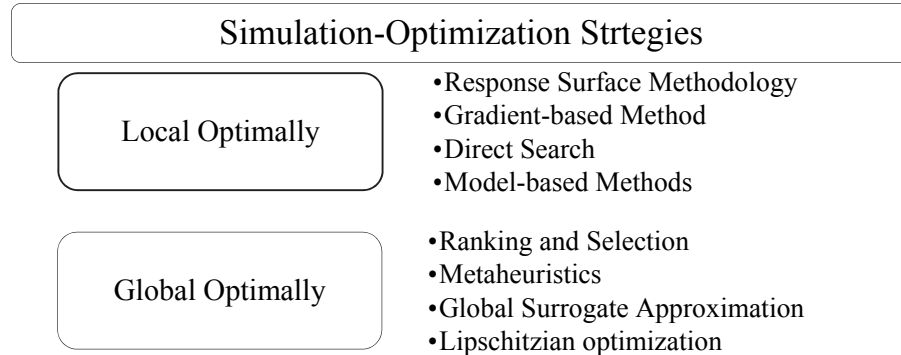 Simulation-Optimization Strtegies
Local Optimally
•Response Surface Methodology
•Gradient-based Method
•Direct Search
•Model-based Methods
Global Optimally
•Ranking and Selection
•Metaheuristics
•Global Surrogate Approximation
•Lipschitzian optimization